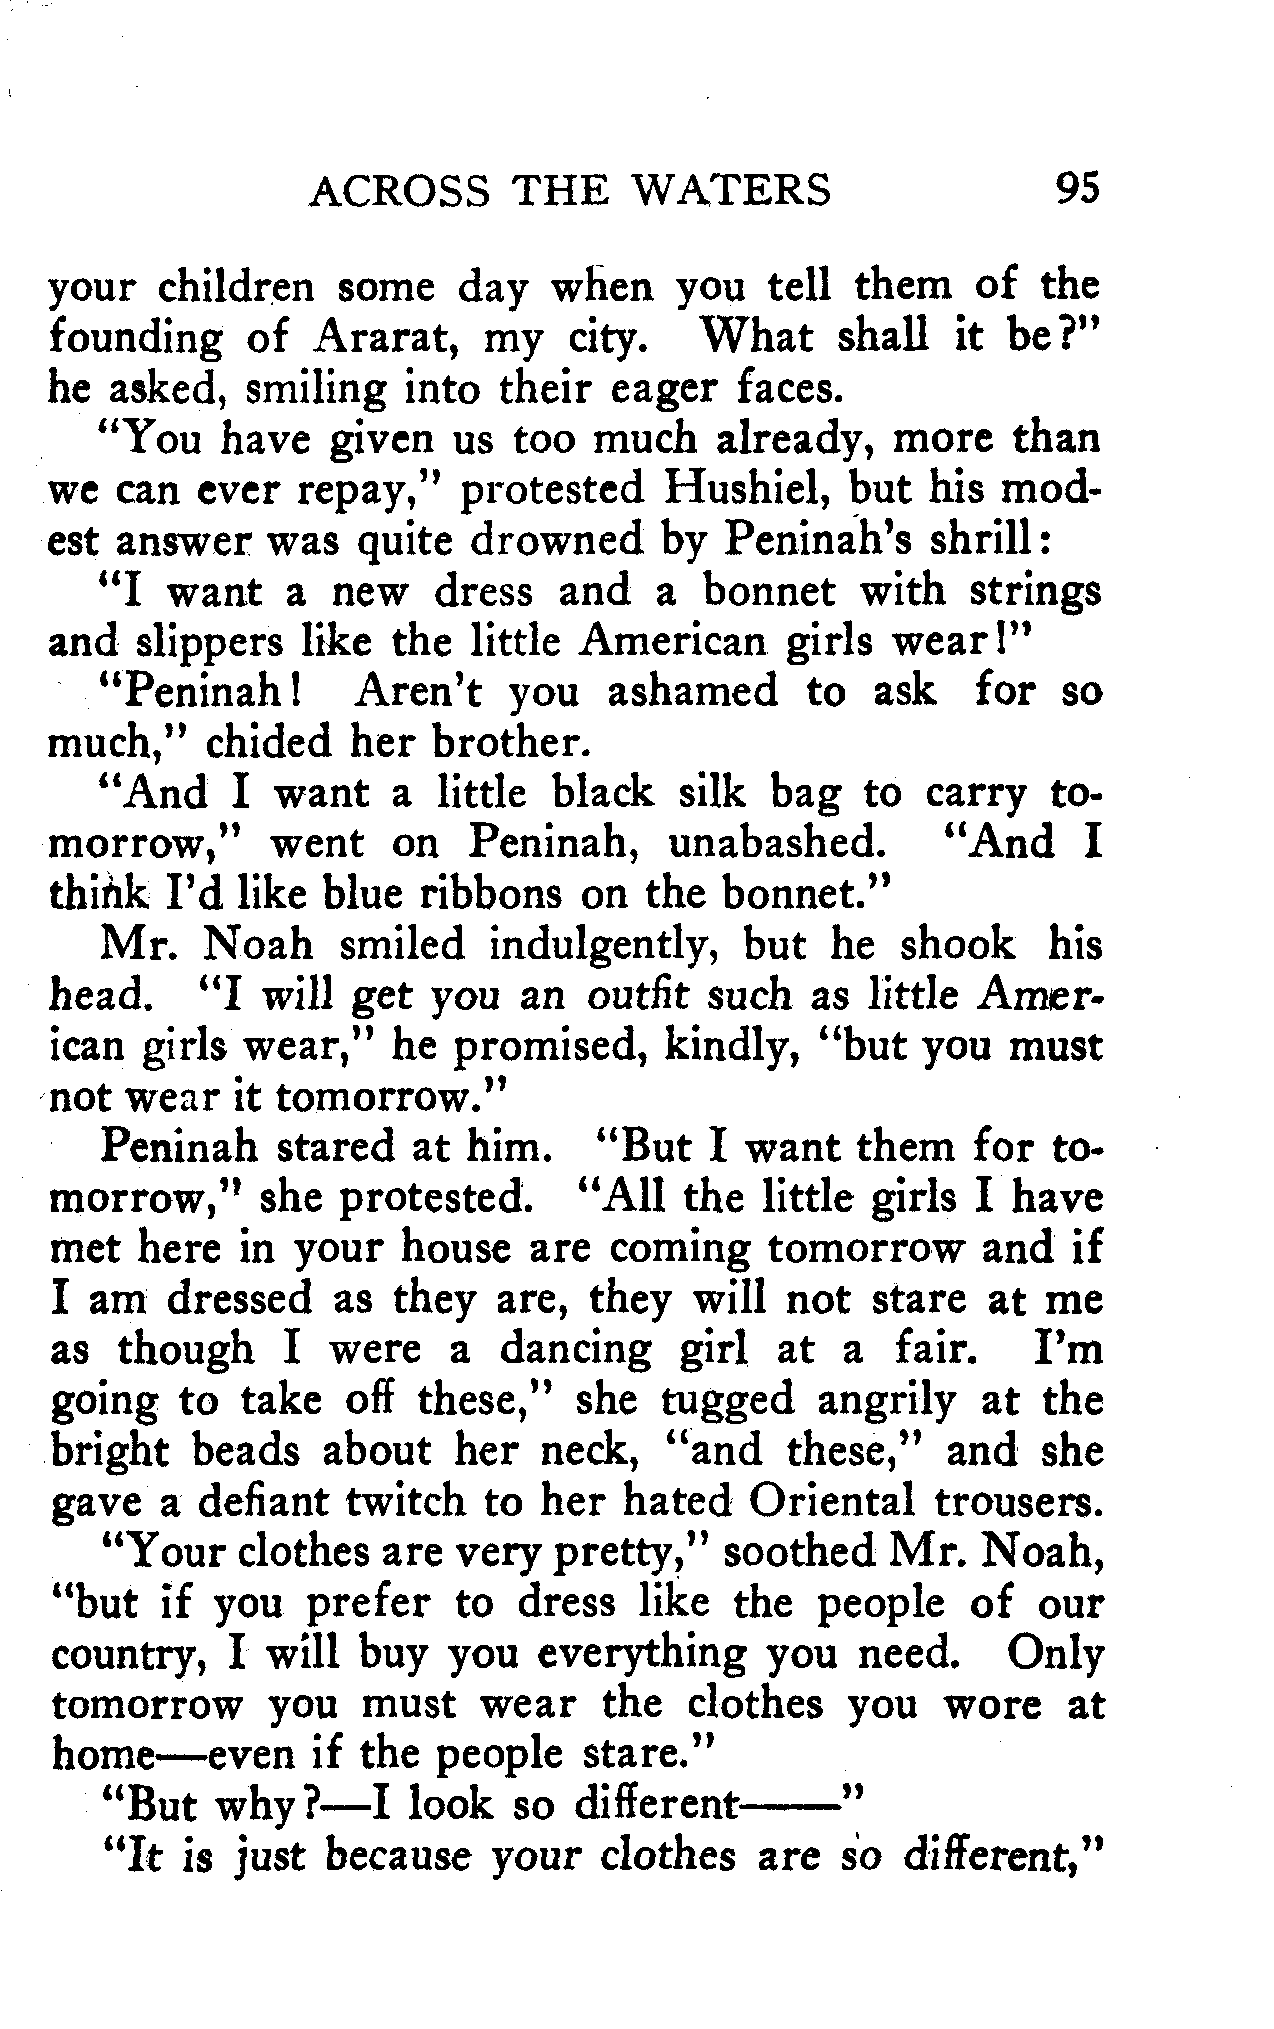 ACROSS THE WATERS 95
your children some day when you tell them of the
founding of Ararat, my city. What shall it be?"
he asked, smiling into their eager faces.
"You have given us too much already, more than
we can ever repay," protested Hushiel, but his mod-
est answer was quite drowned by Peninah's shrill:
"I want a new dress and a bonnet with strings
and slippers like the little American girls wear!"
"Peninah! Aren't you ashamed to ask for so
much," chided her brother.
"And I want a little black silk bag to carry to-
morrow," went on Peninah, unabashed. "And I
think I'd like blue ribbons on the bonnet."
Mr. Noah smiled indulgently, but he shook his
head. "I will get you an outfit such as little Amer-
ican girls wear," he promised, kindly, "but you must
not wear it tomorrow."
Peninah stared at him. "But I want them for to-
morrow," she protested. "All the little girls I have
met here in your house are coming tomorrow and if
I am dressed as they are, they will not stare at me
as though I were a dancing girl at a fair. I'm
going to take off these," she tugged angrily at the
bright beads about her neck, "and these," and she
gave a defiant twitch to her hated Oriental trousers.
"Your clothes are very pretty," soothed Mr. Noah,
"but if you prefer to dress like the people of our
country, I will buy you everything you need. Only
tomorrow you must wear the clothes you wore at
home—even if the people stare."
"But why?—I look so different——"
"It is just because your clothes are so different,"